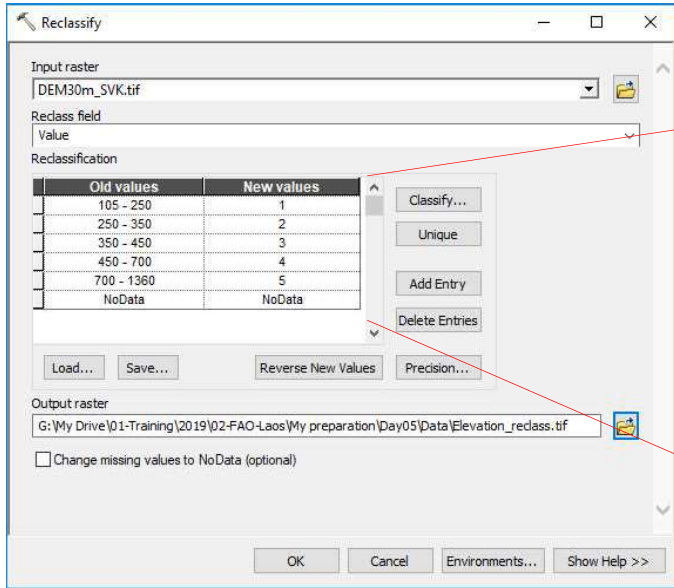 Reclassify
Input raster
DEM30m_SVK.tif
Reclass field
Value
Reclassification
Old values New values
105 - 250 1
250 - 350 2
350 - 450 3
450 - 700 4
700 - 1360 5
NoData NoData
Classify...
Unique
Add Entry
Delete Entries
Load... Save... Reverse New Values Precision...
Output raster
G:\My Drive\01-Training\2019\02-FAO-Laos\My preparation\Day05\Data\Elevation_reclass.tif
Change missing values to NoData (optional)
OK Cancel Environments... Show Help >>